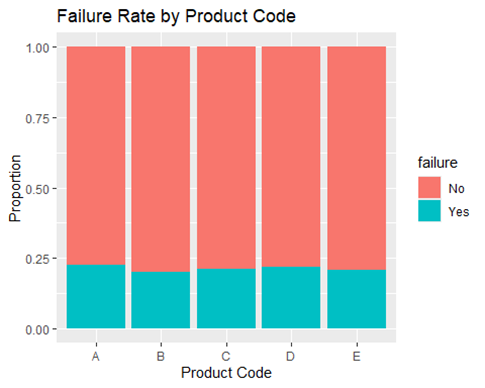 Failure Rate by Product Code
1.00
0.75
0.50
0.25
0.00
Proportion
A B C D E
Product Code
failure
No
Yes